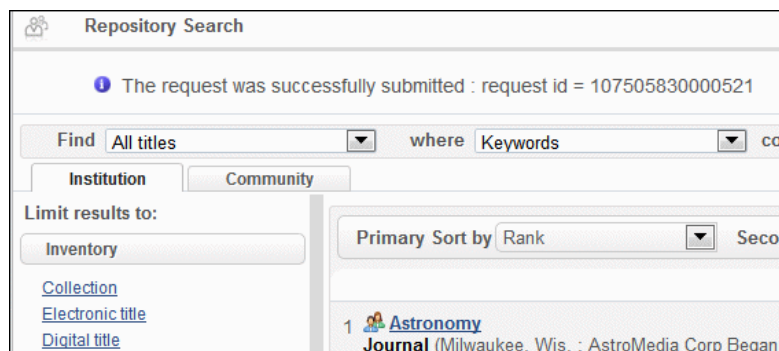 Repository Search
The request was successfully submitted : request id = 107505830000521
Find All titles where Keywords
Institution Community
Limit results to:
Inventory
Primary Sort by Rank
Collection
Electronic title
Digital title
1 Astronomy
Journal (Milwaukee, Wis. : AstroMedia Corp Began